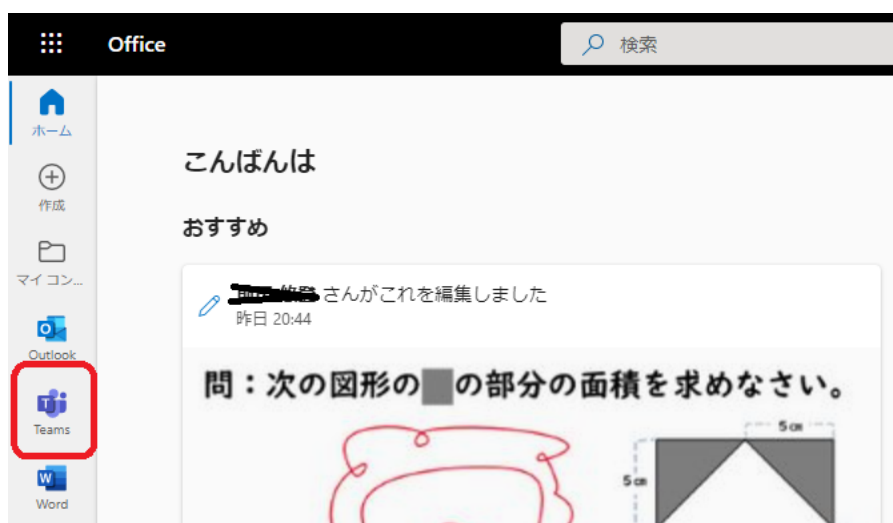 Office
検索
ホーム
作成
マイ コン...
Outlook
Teams
Word
こんばんは
おすすめ
さんがこれを編集しました
昨日 20:44
問：次の図形の■の部分の面積を求めなさい。
5㎝
5㎝